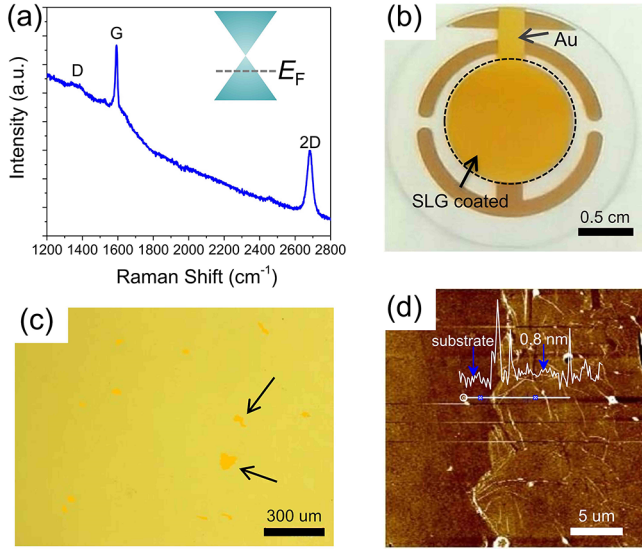 (a)
G
D
E_F
2D
Intensity (a.u.)
1200 1400 1600 1800 2000 2200 2400 2600 2800
Raman Shift (cm⁻¹)
(b)
Au
SLG coated
0.5 cm
(c)
300 um
(d)
substrate 0.8 nm
5 um